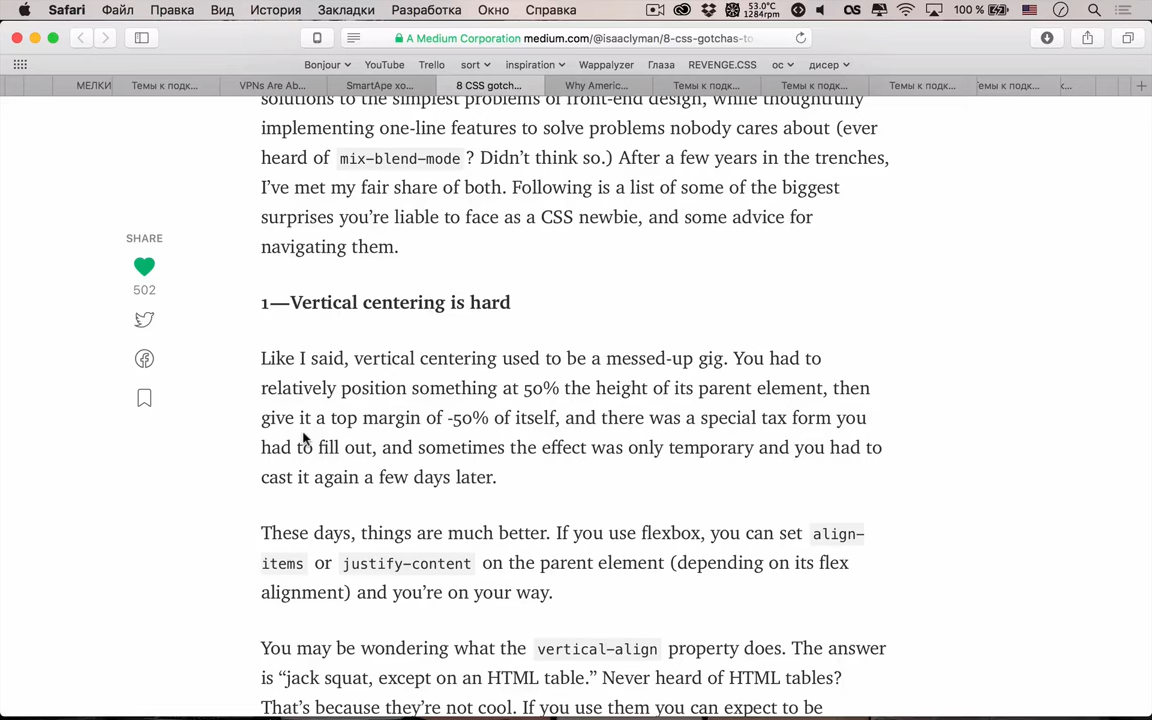 Safari Файл Правка Вид История Закладки Разработка Окно Справка 53.0°C 1284rpm 100 %
A Medium Corporation medium.com/@isaaclyman/8-css-gotchas-to
Bonjour YouTube Trello sort inspiration Wappalyzer Глаза REVENGE.CSS ос дисер
МЕЛКИ Темы к подк... VPNs Are Ab... SmartApe хо... 8 CSS gotch... Why Americ... Темы к подк... Темы к подк... Темы к подк... емы к подк...
solutions to the simplest problems of front-end design, while thoughtfully
implementing one-line features to solve problems nobody cares about (ever
heard of mix-blend-mode ? Didn’t think so.) After a few years in the trenches,
I’ve met my fair share of both. Following is a list of some of the biggest
surprises you’re liable to face as a CSS newbie, and some advice for
navigating them.
SHARE
502
1—Vertical centering is hard
Like I said, vertical centering used to be a messed-up gig. You had to
relatively position something at 50% the height of its parent element, then
give it a top margin of -50% of itself, and there was a special tax form you
had to fill out, and sometimes the effect was only temporary and you had to
cast it again a few days later.
These days, things are much better. If you use flexbox, you can set align-
items or justify-content on the parent element (depending on its flex
alignment) and you’re on your way.
You may be wondering what the vertical-align property does. The answer
is “jack squat, except on an HTML table.” Never heard of HTML tables?
That’s because they’re not cool. If you use them you can expect to be